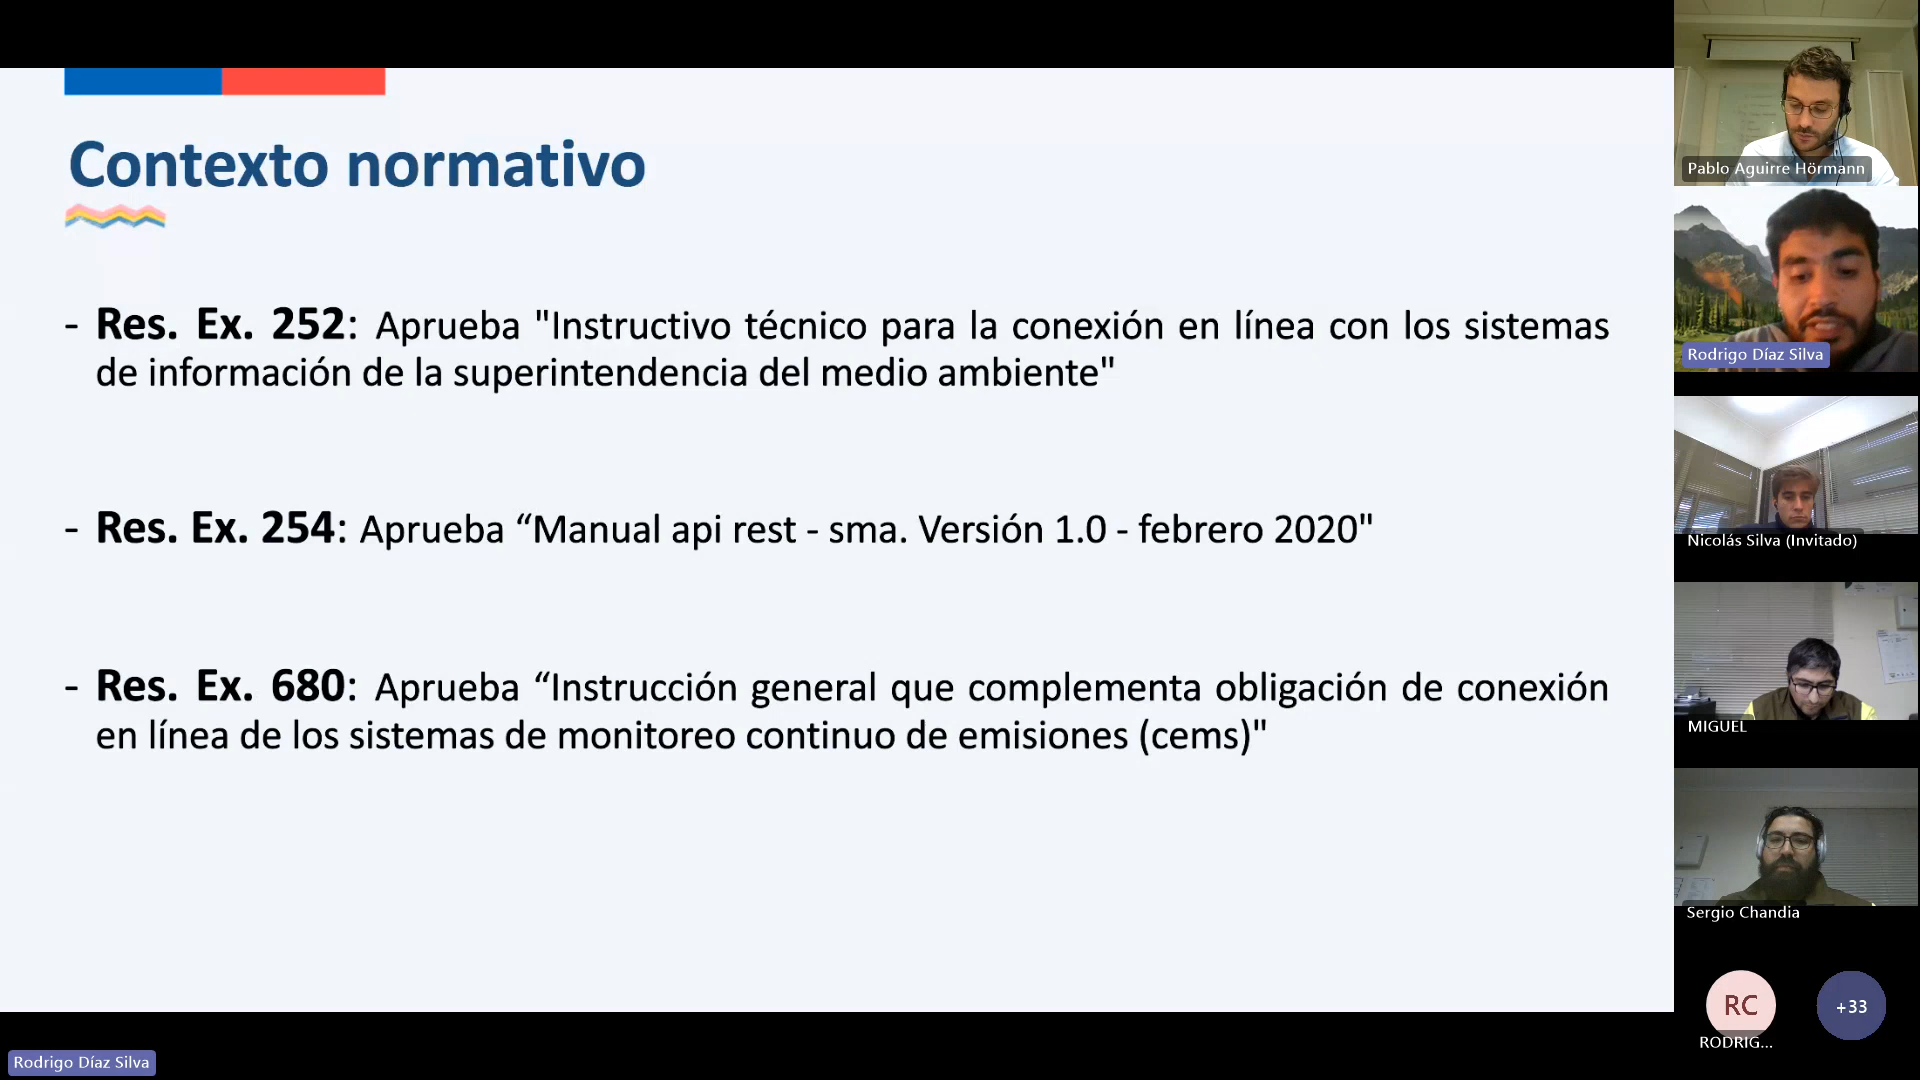 Contexto normativo
- Res. Ex. 252: Aprueba "Instructivo técnico para la conexión en línea con los sistemas
de información de la superintendencia del medio ambiente"
- Res. Ex. 254: Aprueba “Manual api rest - sma. Versión 1.0 - febrero 2020"
- Res. Ex. 680: Aprueba “Instrucción general que complementa obligación de conexión
en línea de los sistemas de monitoreo continuo de emisiones (cems)"
Rodrigo Díaz Silva
Pablo Aguirre Hörmann
Rodrigo Díaz Silva
Nicolás Silva (Invitado)
MIGUEL
Sergio Chandia
RC
RODRIG...
+33